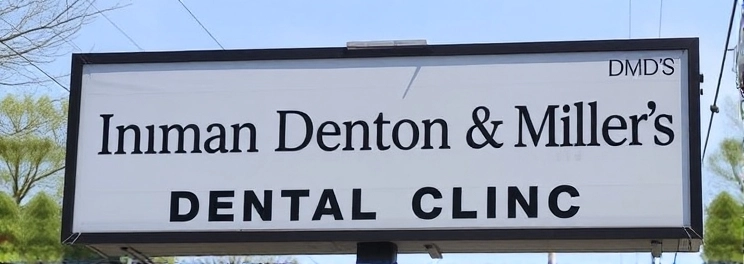 DMD'S
Inıman Denton & Miller's
DENTAL CLINC